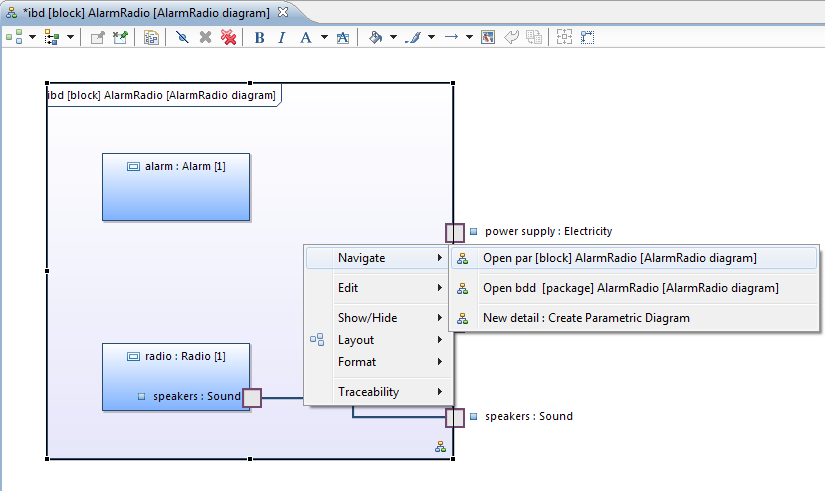 *ibd [block] AlarmRadio [AlarmRadio diagram]
B I A A
ibd [block] AlarmRadio [AlarmRadio diagram]
alarm : Alarm [1]
power supply : Electricity
Navigate
Open par [block] AlarmRadio [AlarmRadio diagram]
Edit
Open bdd [package] AlarmRadio [AlarmRadio diagram]
Show/Hide
New detail : Create Parametric Diagram
Layout
radio : Radio [1]
Format
Traceability
speakers : Sound
speakers : Sound